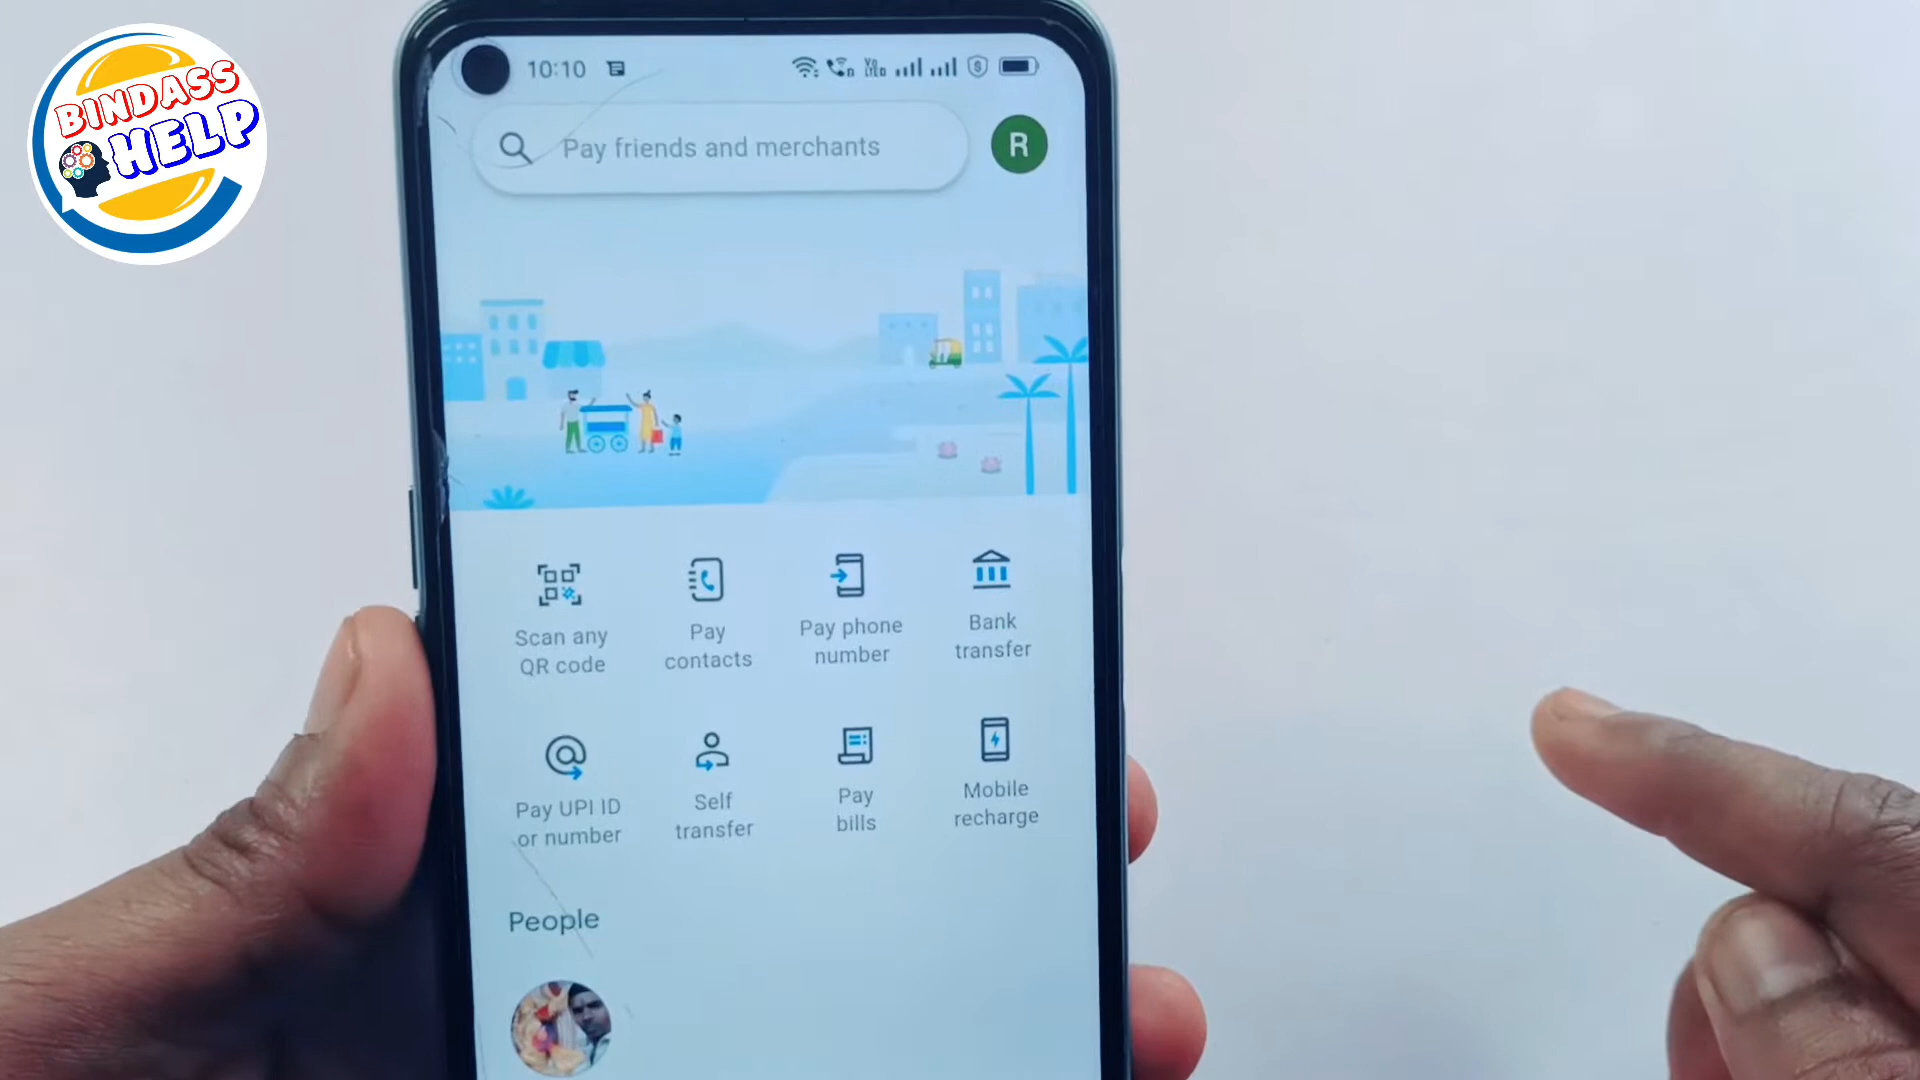 BINDASS
HELP
10:10
Pay friends and merchants
R
Scan any
QR code
Pay
contacts
Pay phone
number
Bank
transfer
Pay UPI ID
or number
Self
transfer
Pay
bills
Mobile
recharge
People